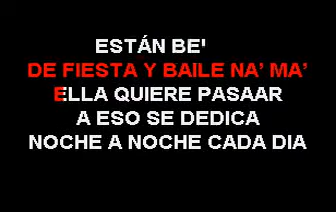 ESTÁN BE'
DE FIESTA Y BAILE NA’ MA’
ELLA QUIERE PASAAR
A ESO SE DEDICA
NOCHE A NOCHE CADA DIA